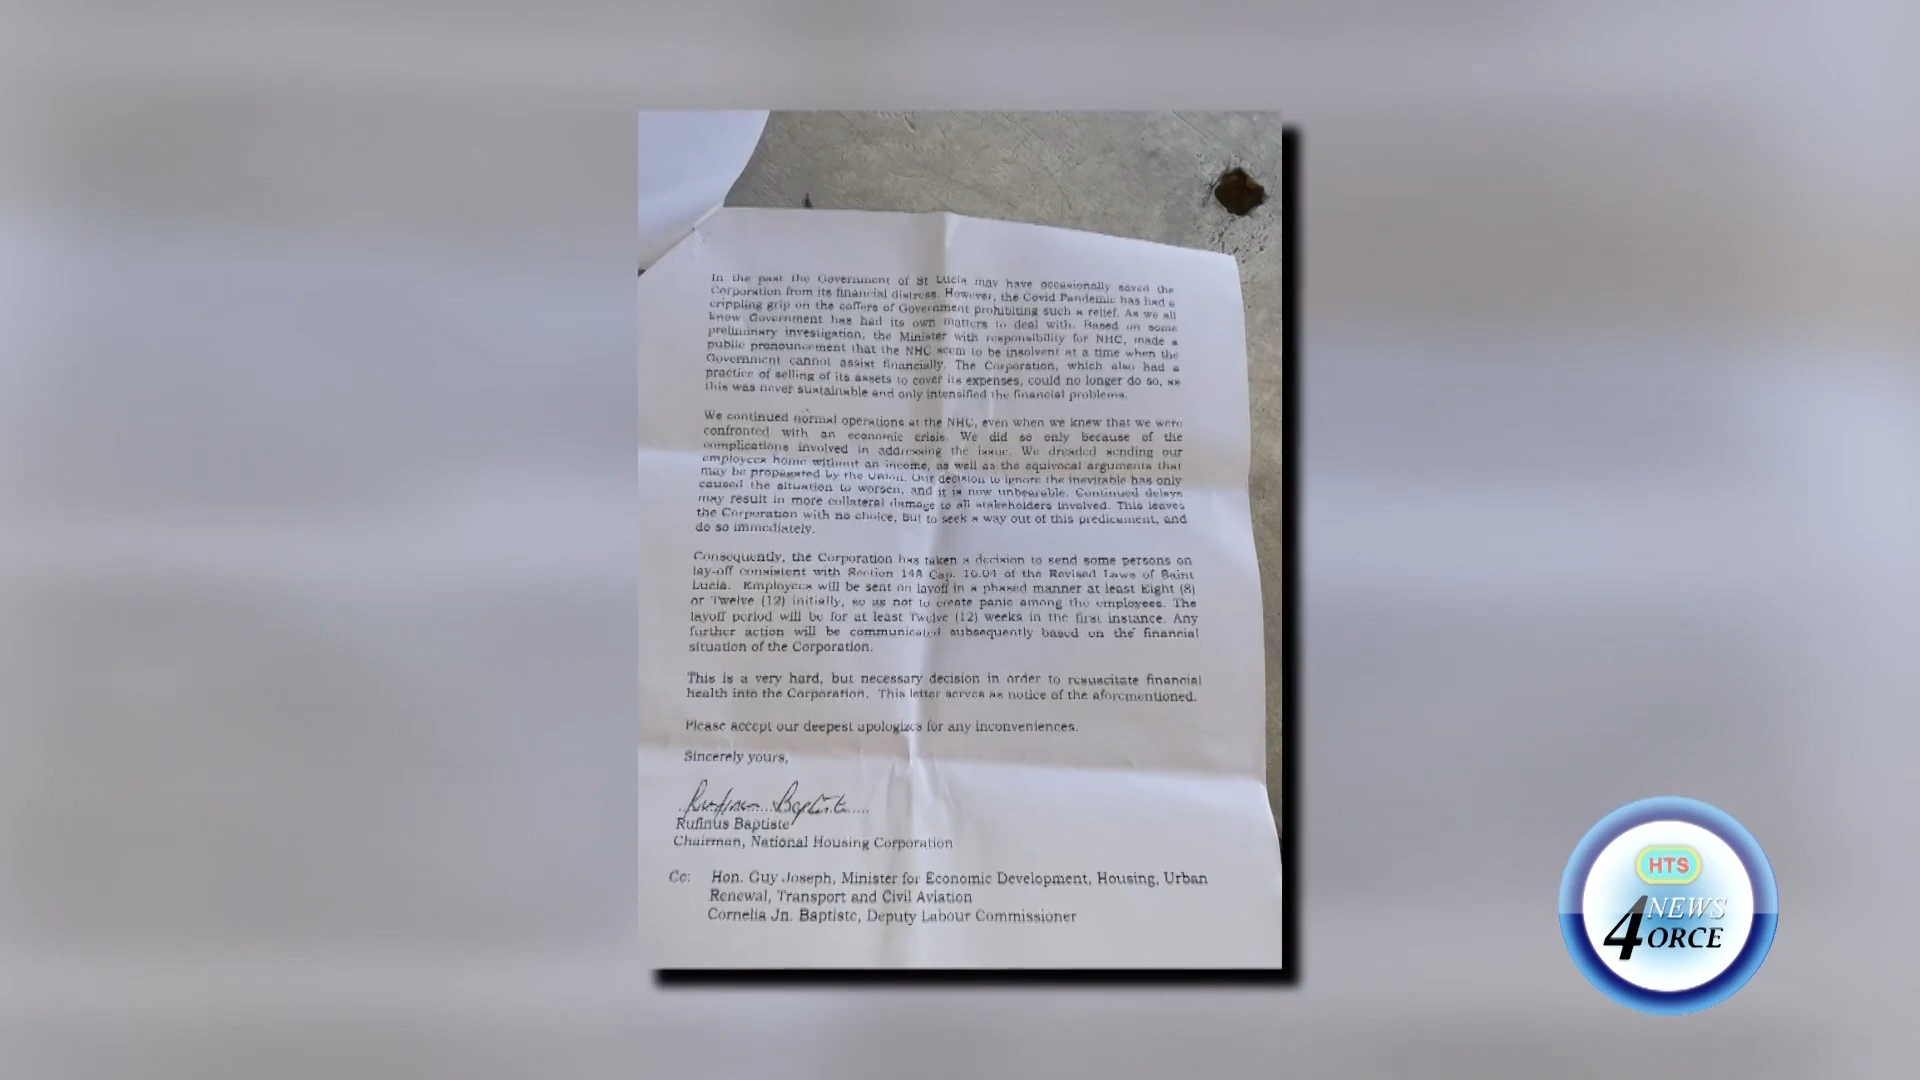 In the past the Government of St Lucia may have occasionally saved the
Corporation from its financial distress. However, the Covid Pandemic has had a
crippling grip on the coffers of Government prohibiting such a relief. As we all
know Government has had its own matters to deal with. Based on some
preliminary investigation, the Minister with responsibility for NHC, made a
public pronouncement that the NHC seem to be insolvent at a time when the
Government cannot assist financially. The Corporation, which also had a
practice of selling of its assets to cover its expenses, could no longer do so, as
this was never sustainable and only intensified the financial problems.
We continued normal operations at the NHC, even when we knew that we were
confronted with an economic crisis. We did so only because of the
complications involved in addressing the issue. We dreaded sending our
employees home without an income, as well as the equivocal arguments that
may be propagated by the Union. Our decision to ignore the inevitable has only
caused the situation to worsen, and it is now unbearable. Continued delays
may result in more collateral damage to all stakeholders involved. This leaves
the Corporation with no choice, but to seek a way out of this predicament, and
do so immediately.
Consequently, the Corporation has taken a decision to send some persons on
lay-off consistent with Section 148 Cap. 16.04 of the Revised Laws of Saint
Lucia. Employees will be sent on layoff in a phased manner at least Eight (8)
or Twelve (12) initially, so as not to create panic among the employees. The
layoff period will be for at least Twelve (12) weeks in the first instance. Any
further action will be communicated subsequently based on the financial
situation of the Corporation.
This is a very hard, but necessary decision in order to resuscitate financial
health into the Corporation. This letter serves as notice of the aforementioned.
Please accept our deepest apologizes for any inconveniences.
Sincerely yours,
Rufinus Baptiste
Rufinus Baptiste
Chairman, National Housing Corporation
Cc: Hon. Guy Joseph, Minister for Economic Development, Housing, Urban
Renewal, Transport and Civil Aviation
Cornelia Jn. Baptiste, Deputy Labour Commissioner
HTS
NEWS
4ORCE